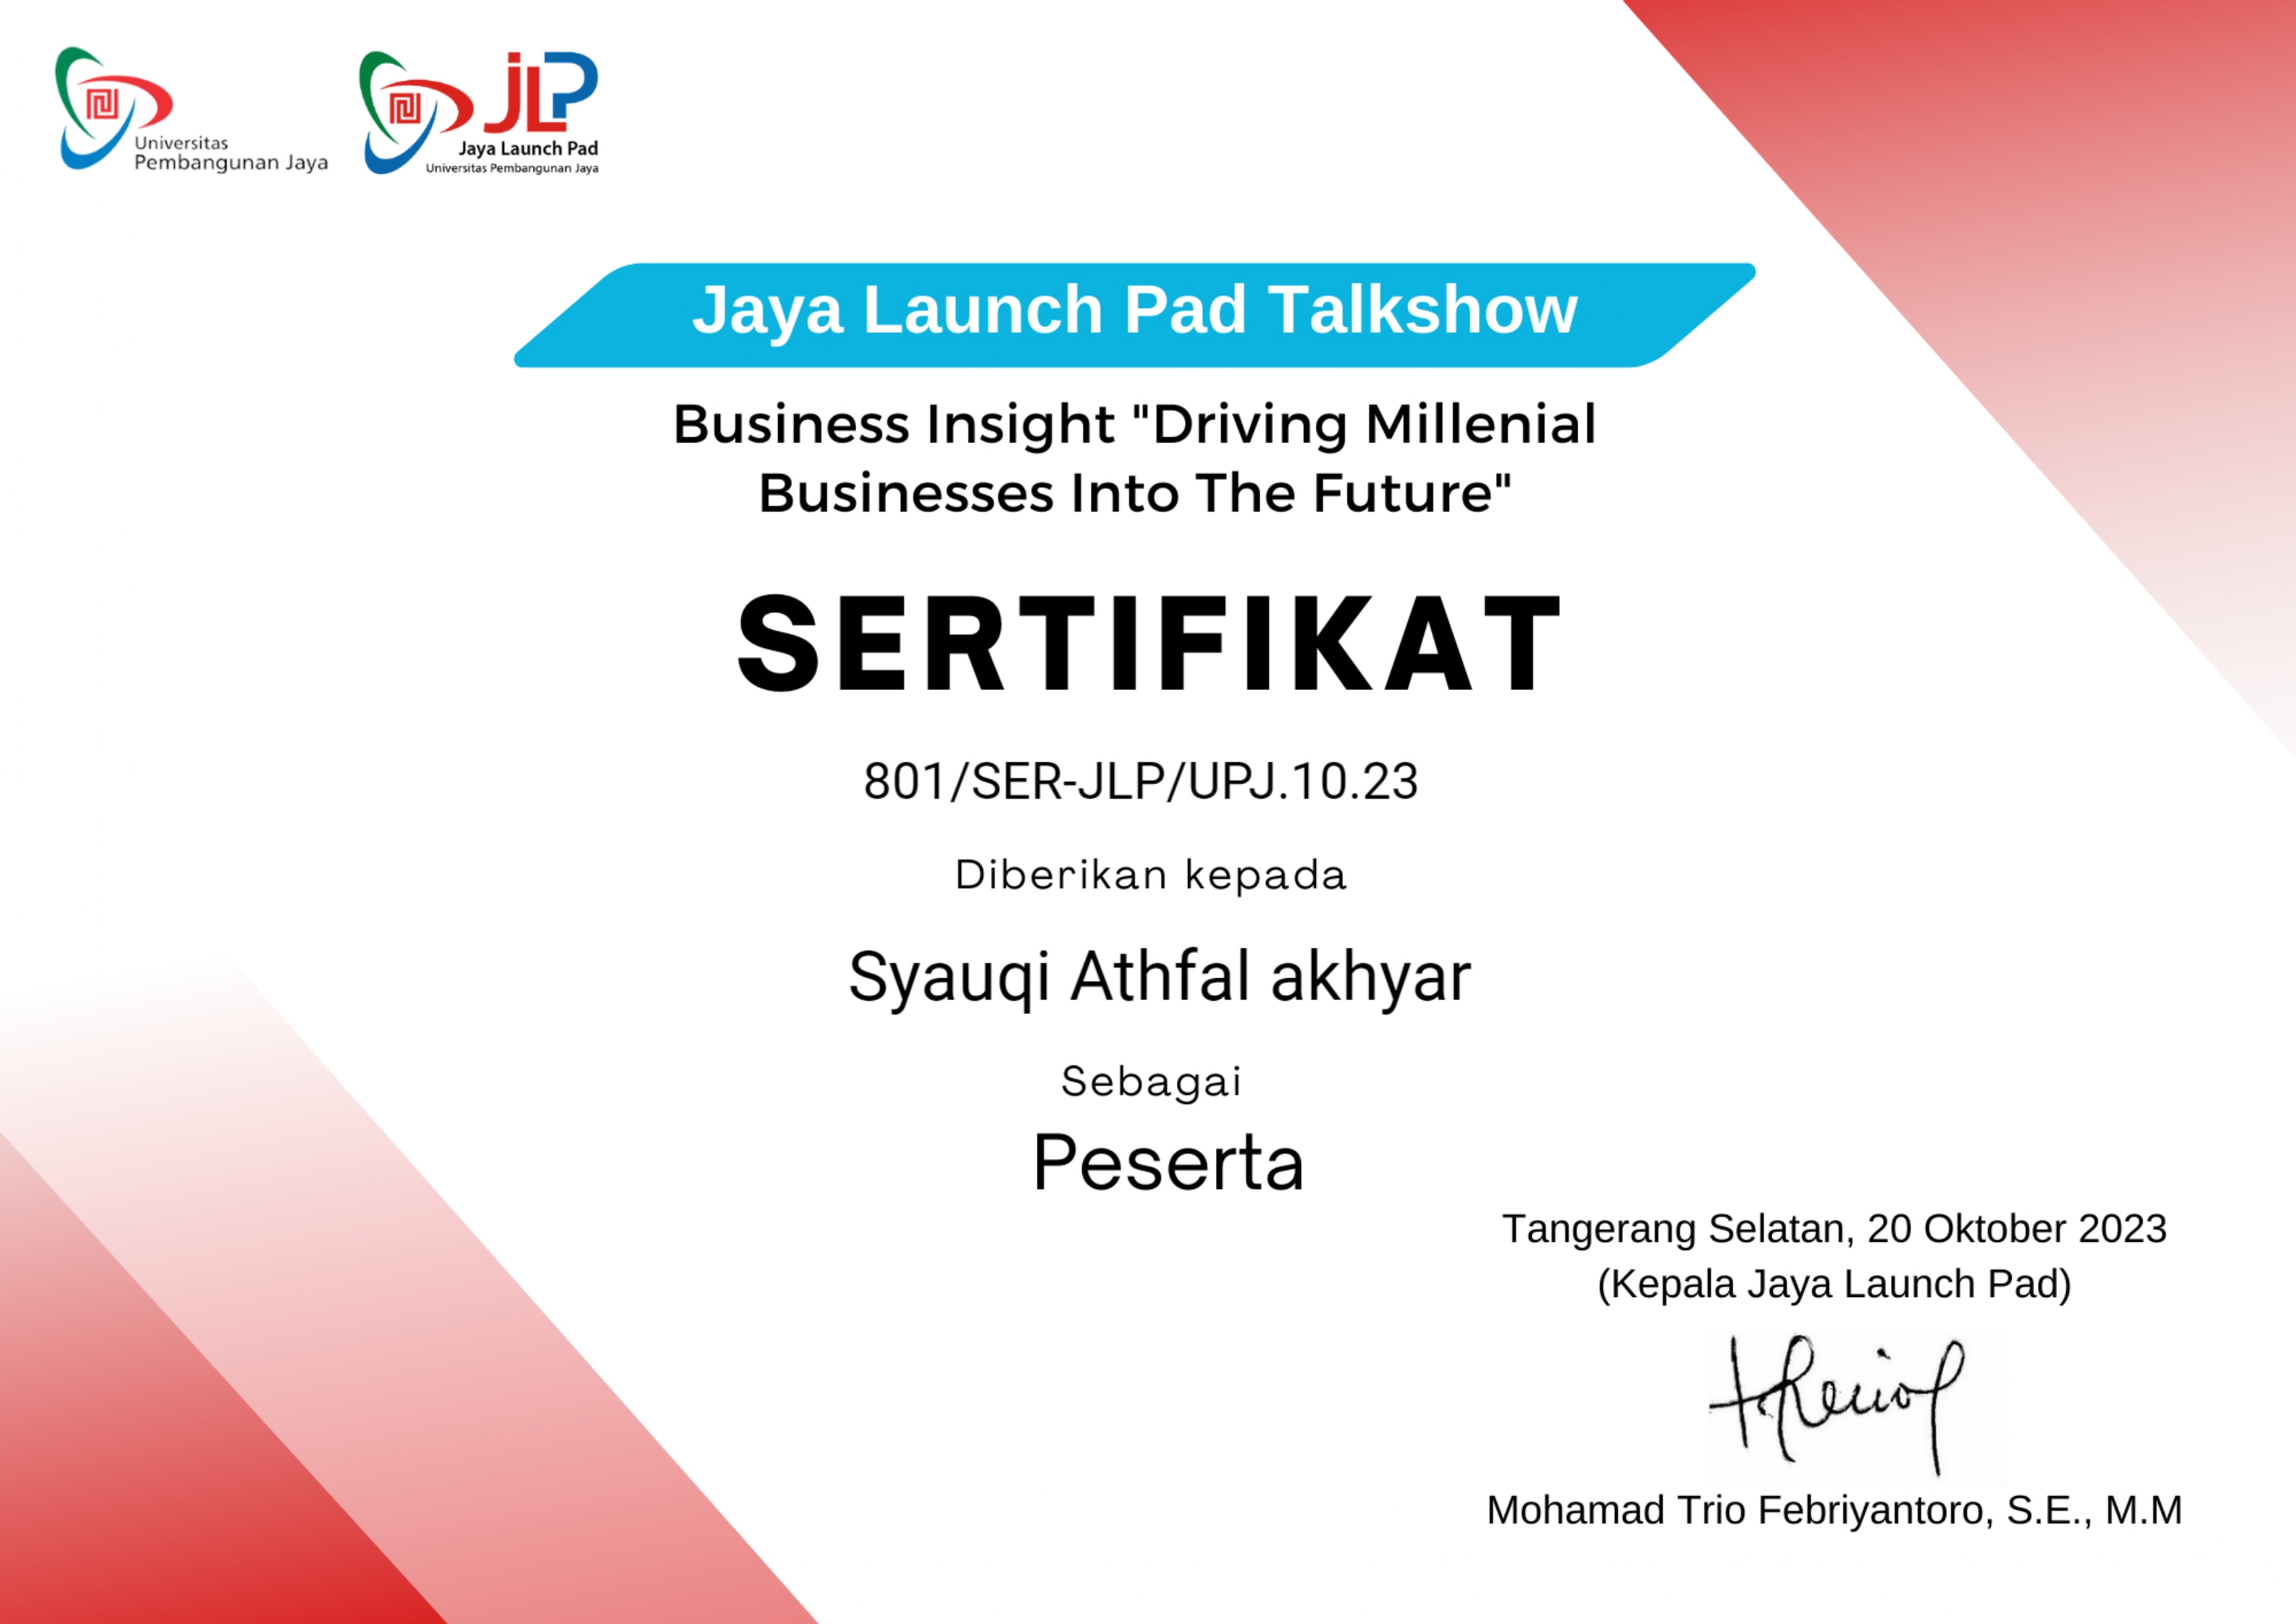 Universitas
Pembangunan Jaya
JLP
Jaya Launch Pad
Universitas Pembangunan Jaya
Jaya Launch Pad Talkshow
Business Insight "Driving Millenial
Businesses Into The Future"
SERTIFIKAT
801/SER-JLP/UPJ.10.23
Diberikan kepada
Syauqi Athfal akhyar
Sebagai
Peserta
Tangerang Selatan, 20 Oktober 2023
(Kepala Jaya Launch Pad)
Mohamad Trio Febriyantoro, S.E., M.M